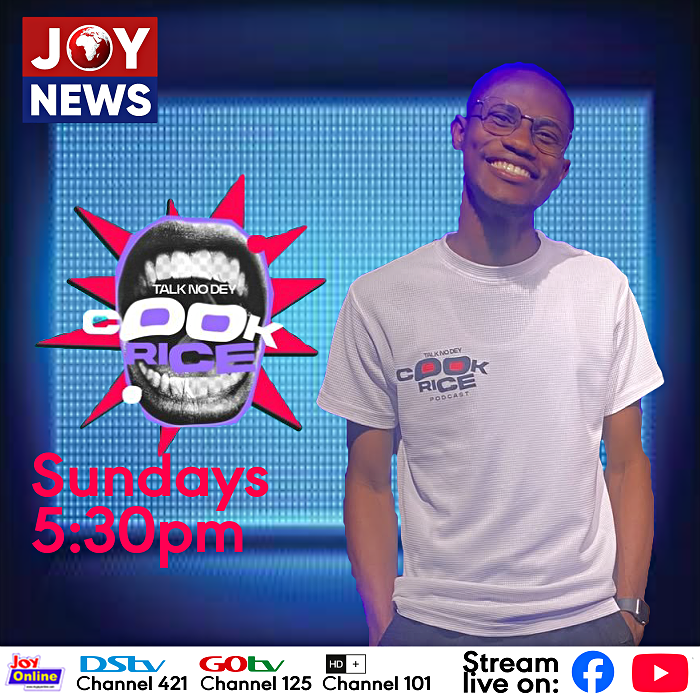 JOY
NEWS
TALK NO DEY
COOK
RICE
TALK NO DEY
COOK
RICE
PODCAST
Sundays
5:30pm
Joy
Online
DStv
Channel 421
GOtv
Channel 125
HD +
Channel 101
Stream
live on: